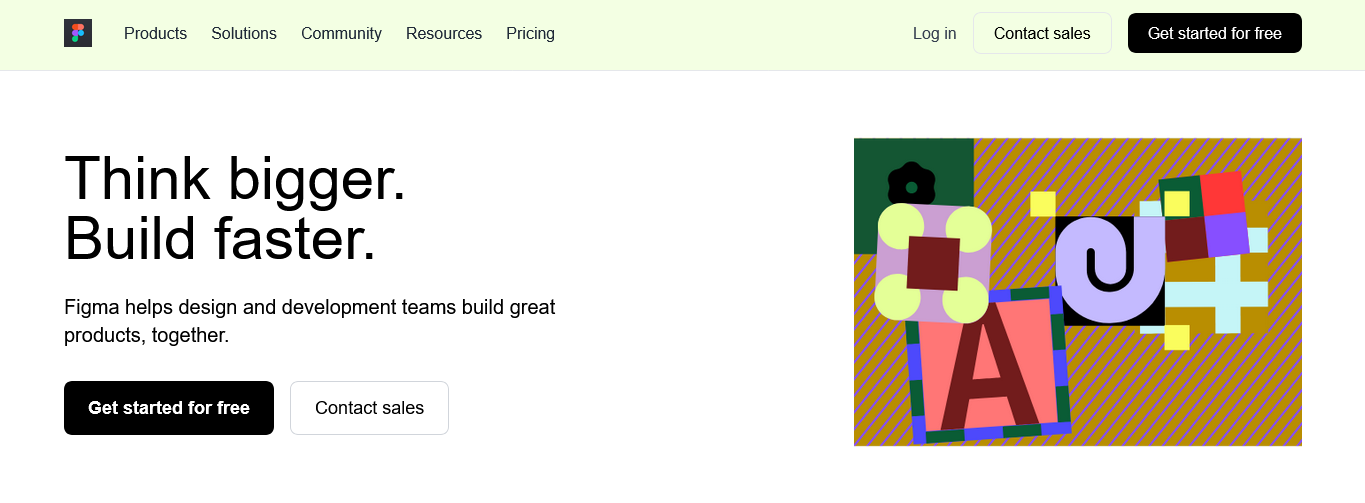 Products Solutions Community Resources Pricing Log in Contact sales Get started for free
Think bigger.
Build faster.
Figma helps design and development teams build great
products, together.
Get started for free Contact sales
A